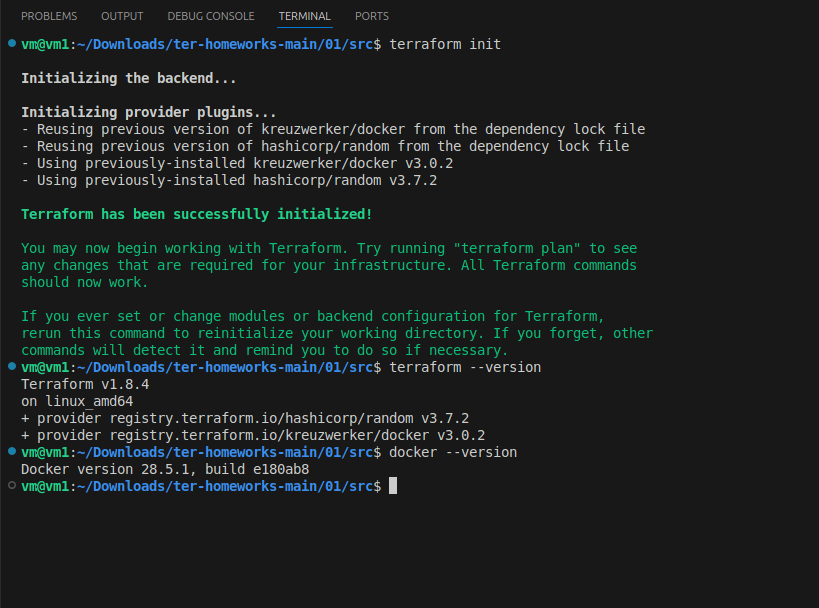 PROBLEMS OUTPUT DEBUG CONSOLE TERMINAL PORTS
vm@vm1:~/Downloads/ter-homeworks-main/01/src$ terraform init
Initializing the backend...
Initializing provider plugins...
- Reusing previous version of kreuzwerker/docker from the dependency lock file
- Reusing previous version of hashicorp/random from the dependency lock file
- Using previously-installed kreuzwerker/docker v3.0.2
- Using previously-installed hashicorp/random v3.7.2
Terraform has been successfully initialized!
You may now begin working with Terraform. Try running "terraform plan" to see
any changes that are required for your infrastructure. All Terraform commands
should now work.
If you ever set or change modules or backend configuration for Terraform,
rerun this command to reinitialize your working directory. If you forget, other
commands will detect it and remind you to do so if necessary.
vm@vm1:~/Downloads/ter-homeworks-main/01/src$ terraform --version
Terraform v1.8.4
on linux_amd64
+ provider registry.terraform.io/hashicorp/random v3.7.2
+ provider registry.terraform.io/kreuzwerker/docker v3.0.2
vm@vm1:~/Downloads/ter-homeworks-main/01/src$ docker --version
Docker version 28.5.1, build e180ab8
vm@vm1:~/Downloads/ter-homeworks-main/01/src$